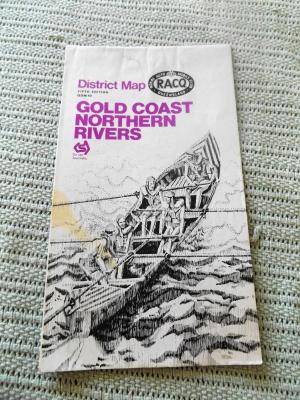 District Map
FIFTH EDITION
RACQ
GOLD COAST
NORTHERN
RIVERS